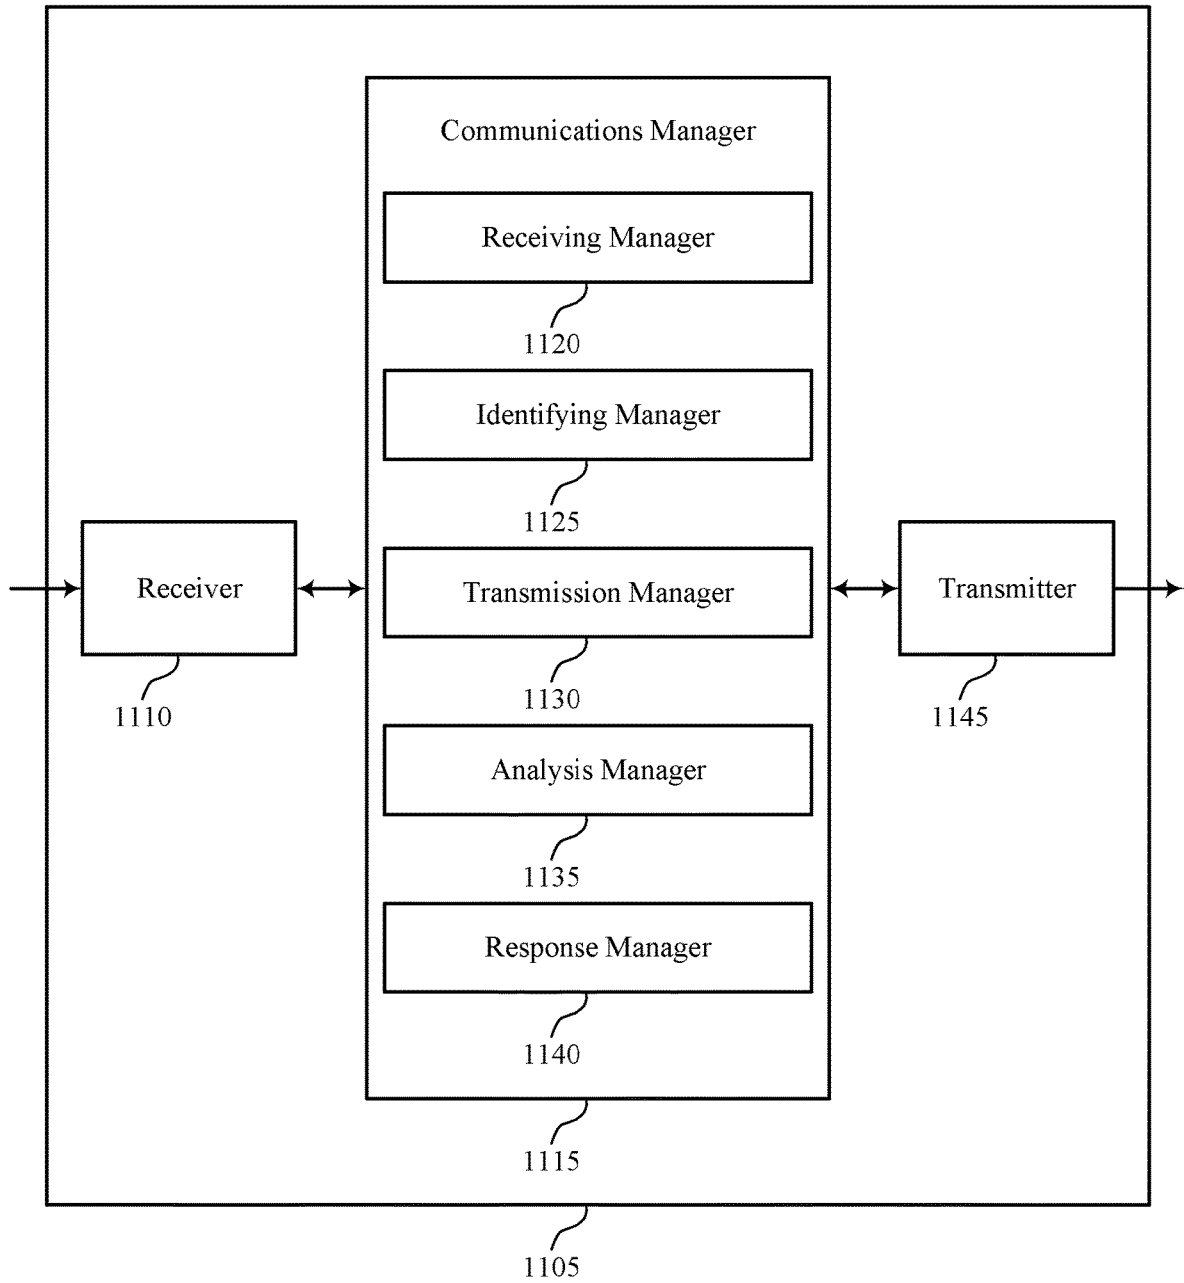 Communications Manager
Receiving Manager
1120
Identifying Manager
1125
Receiver
1110
Transmission Manager
1130
Transmitter
1145
Analysis Manager
1135
Response Manager
1140
1115
1105